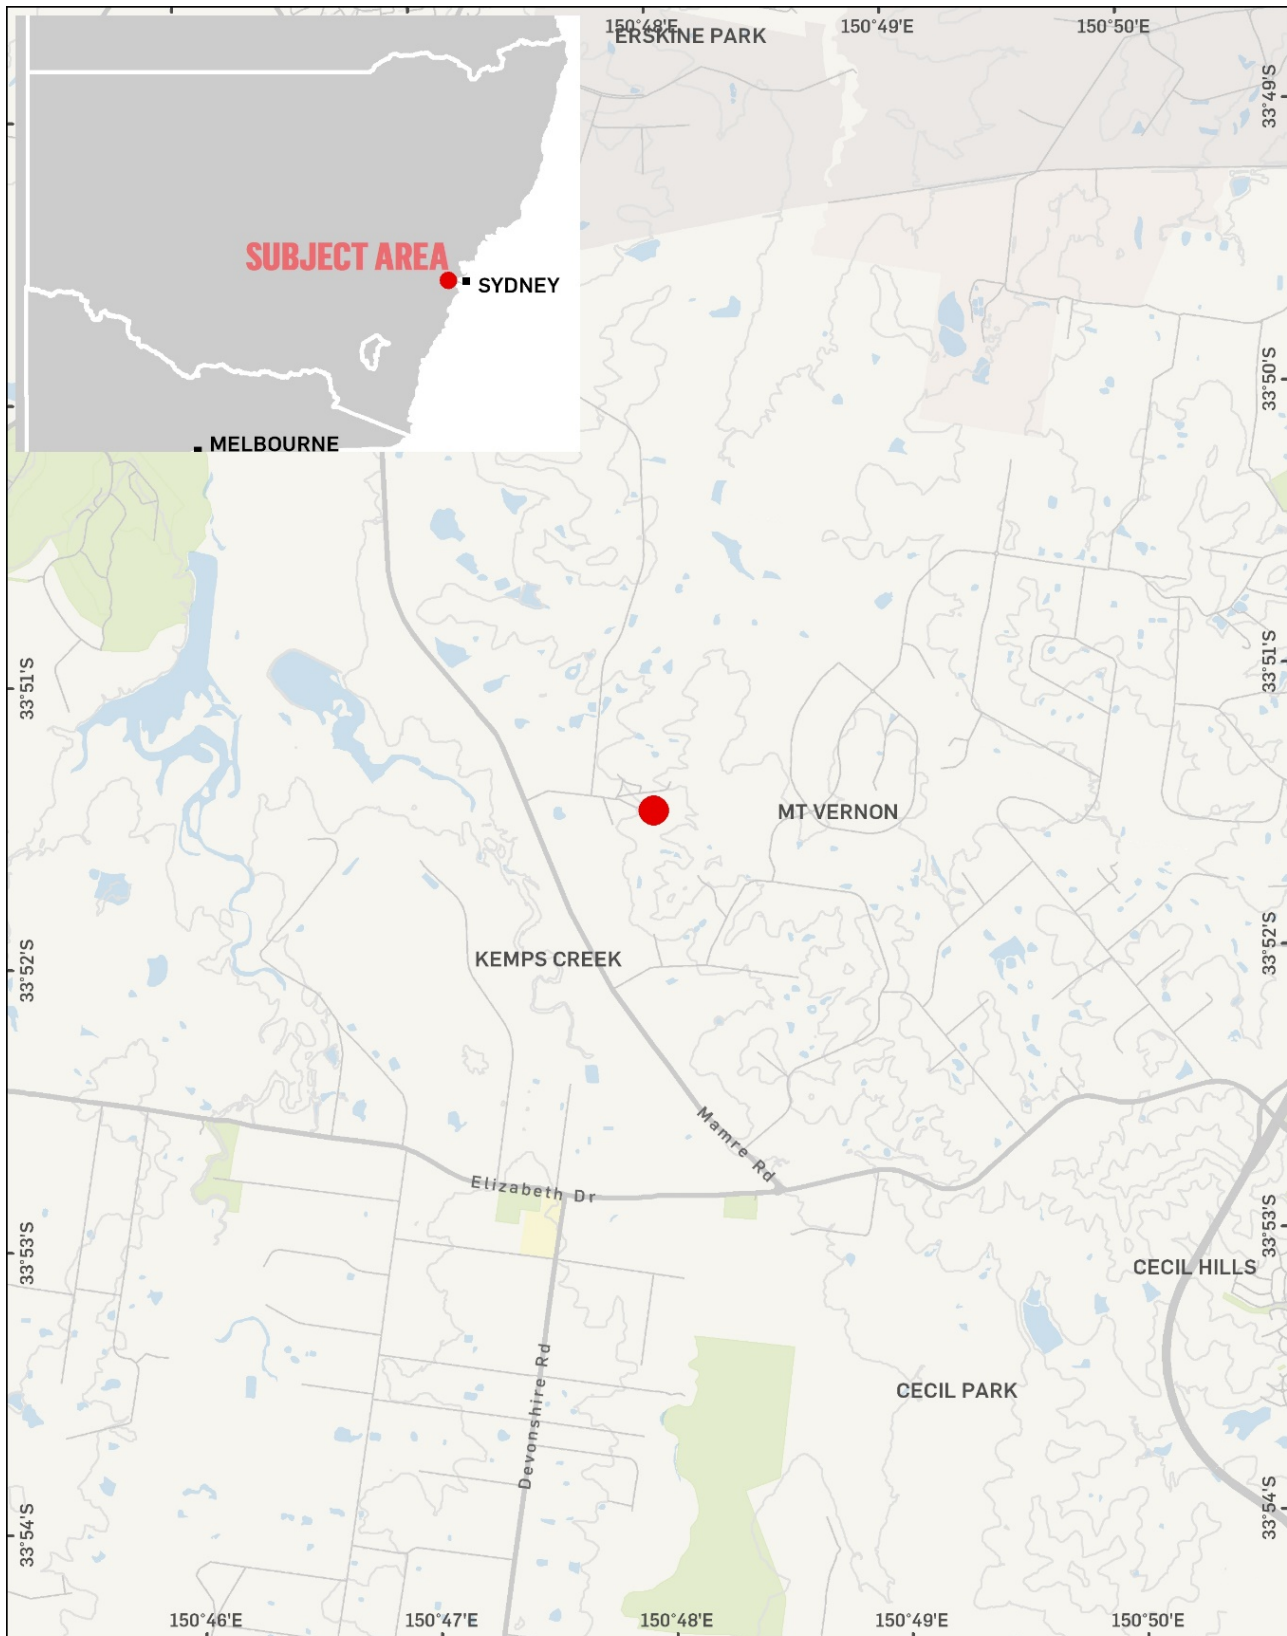 150°48'E
150°49'E
150°50'E
ERSKINE PARK
33°49'S
SUBJECT AREA
SYDNEY
33°50'S
MELBOURNE
33°51'S
33°51'S
MT VERNON
33°52'S
KEMPS CREEK
33°52'S
Mamre Rd
Elizabeth Dr
33°53'S
33°53'S
CECIL HILLS
Devonshire Rd
CECIL PARK
33°54'S
33°54'S
150°46'E
150°47'E
150°48'E
150°49'E
150°50'E